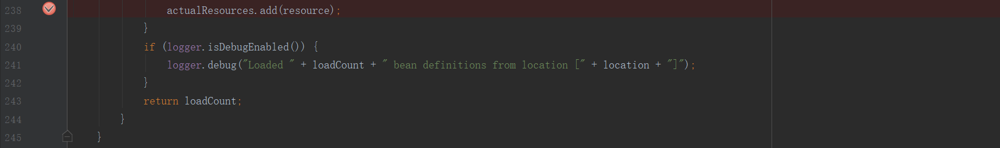 238 actualResources.add(resource);
239 }
240 if (logger.isDebugEnabled()) {
241 logger.debug("Loaded " + loadCount + " bean definitions from location [" + location + "]");
242 }
243 return loadCount;
244 }
245 }